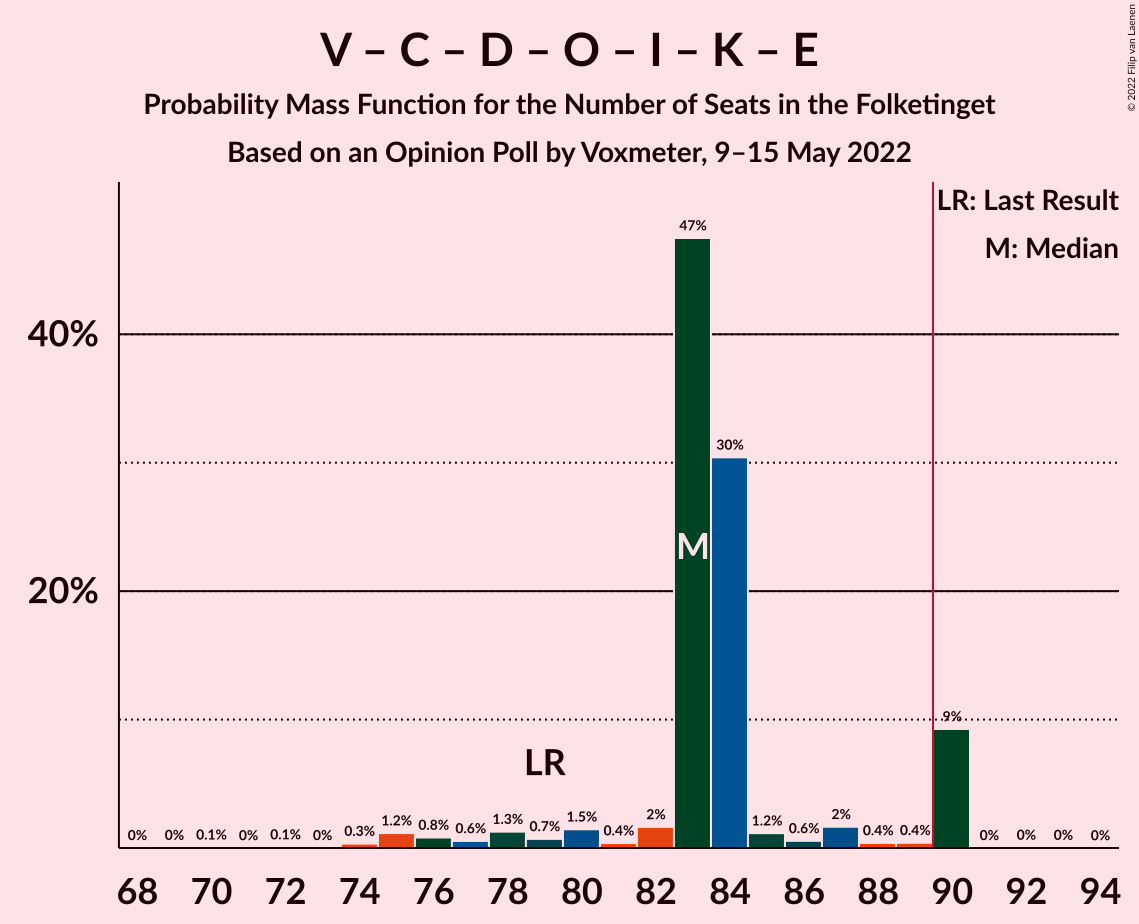 V – C – D – O – I – K – E
Probability Mass Function for the Number of Seats in the Folketinget
Based on an Opinion Poll by Voxmeter, 9–15 May 2022
© 2022 Filip van Laenen
LR: Last Result
M: Median
40%
20%
0% 0% 0.1% 0% 0.1% 0% 0.3% 1.2% 0.8% 0.6% 1.3% 0.7% 1.5% 0.4% 2% 47% 30% 1.2% 0.6% 2% 0.4% 0.4% 9% 0% 0% 0% 0%
M
LR
68 70 72 74 76 78 80 82 84 86 88 90 92 94